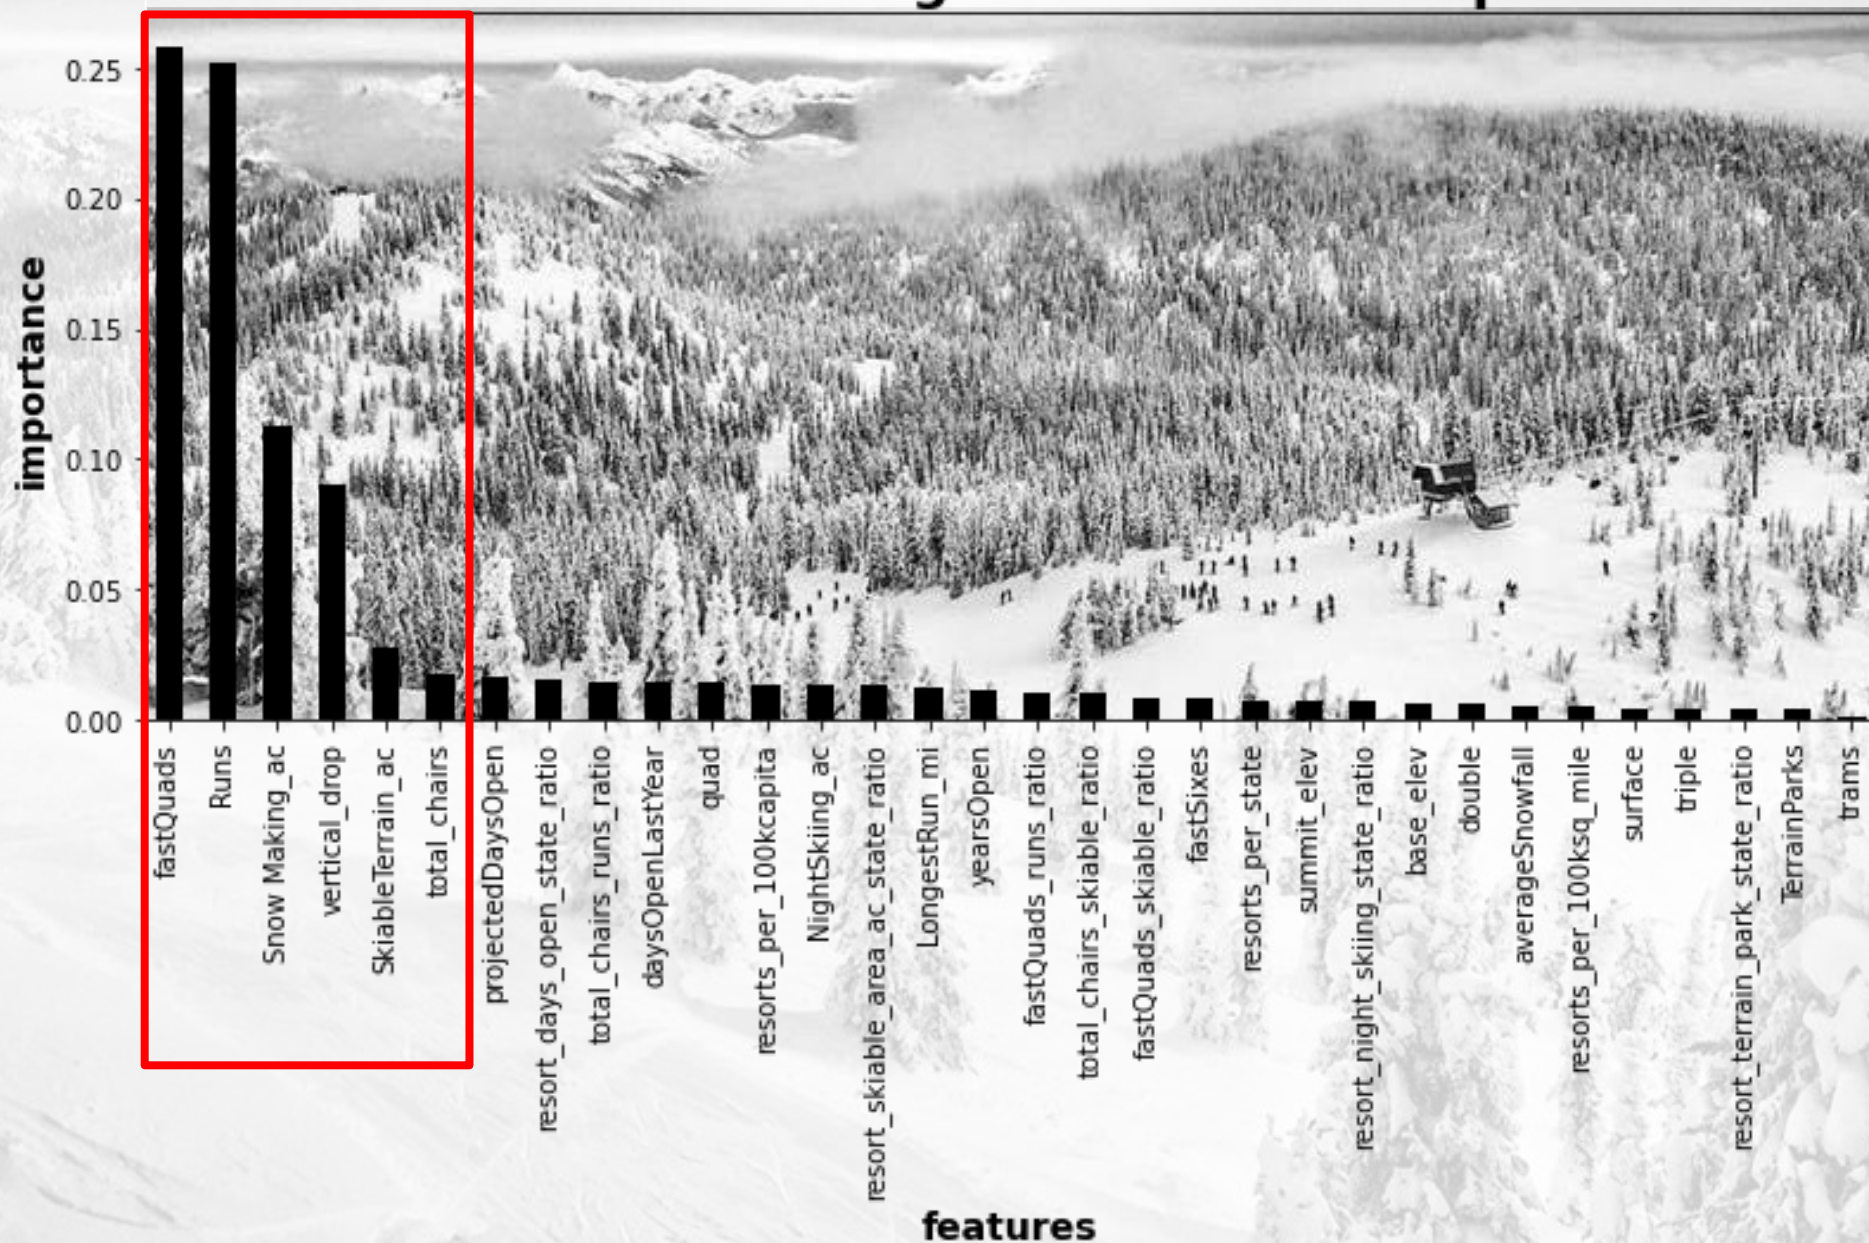 importance
0.25
0.20
0.15
0.10
0.05
0.00
fastQuads
Runs
Snow Making_ac
vertical_drop
SkiableTerrain_ac
total_chairs
projectedDaysOpen
resort_days_open_state_ratio
total_chairs_runs_ratio
daysOpenLastYear
quad
resorts_per_100kcapita
NightSkiing_ac
resort_skiable_area_ac_state_ratio
LongestRun_mi
yearsOpen
fastQuads_runs_ratio
total_chairs_skiable_ratio
fastQuads_skiable_ratio
fastSixes
resorts_per_state
summit_elev
resort_night_skiing_state_ratio
base_elev
double
averageSnowfall
resorts_per_100ksq_mile
surface
triple
resort_terrain_park_state_ratio
TerrainParks
trams
features